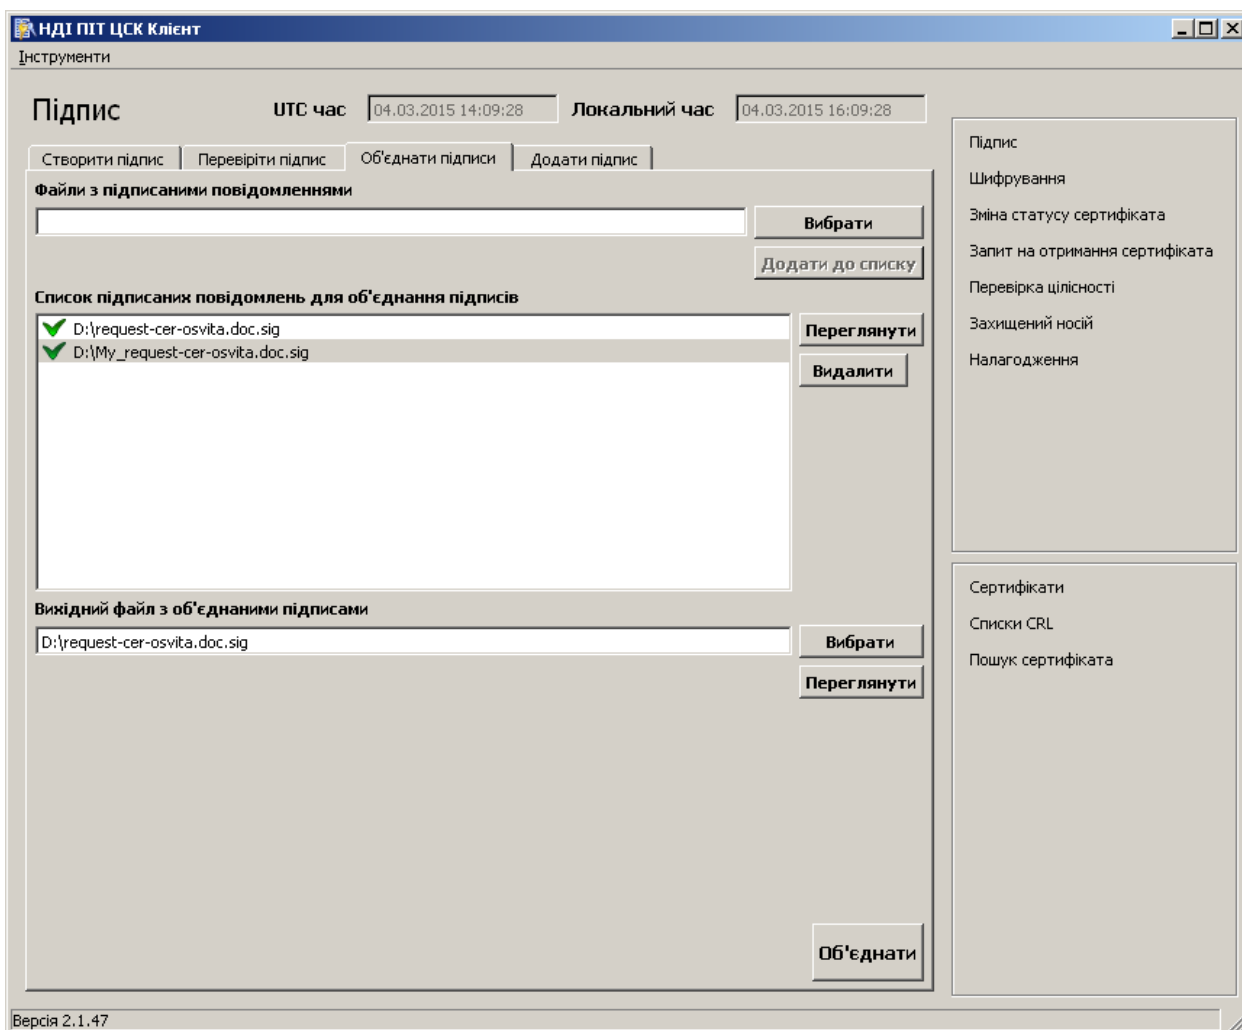 НДІ ПІТ ЦСК Клієнт
Інструменти
Підпис UTC час 04.03.2015 14:09:28 Локальний час 04.03.2015 16:09:28
Створити підпис Перевіріти підпис Об'єднати підписи Додати підпис
Файли з підписаними повідомленнями
Вибрати
Додати до списку
Список підписаних повідомлень для об'єднання підписів
D:\request-cer-osvita.doc.sig
D:\My_request-cer-osvita.doc.sig
Переглянути
Видалити
Вихідний файл з об'єднаними підписами
D:\request-cer-osvita.doc.sig
Вибрати
Переглянути
Об'єднати
Підпис
Шифрування
Зміна статусу сертифіката
Запит на отримання сертифіката
Перевірка цілісності
Захищений носій
Налагодження
Сертифікати
Списки CRL
Пошук сертифіката
Версія 2.1.47